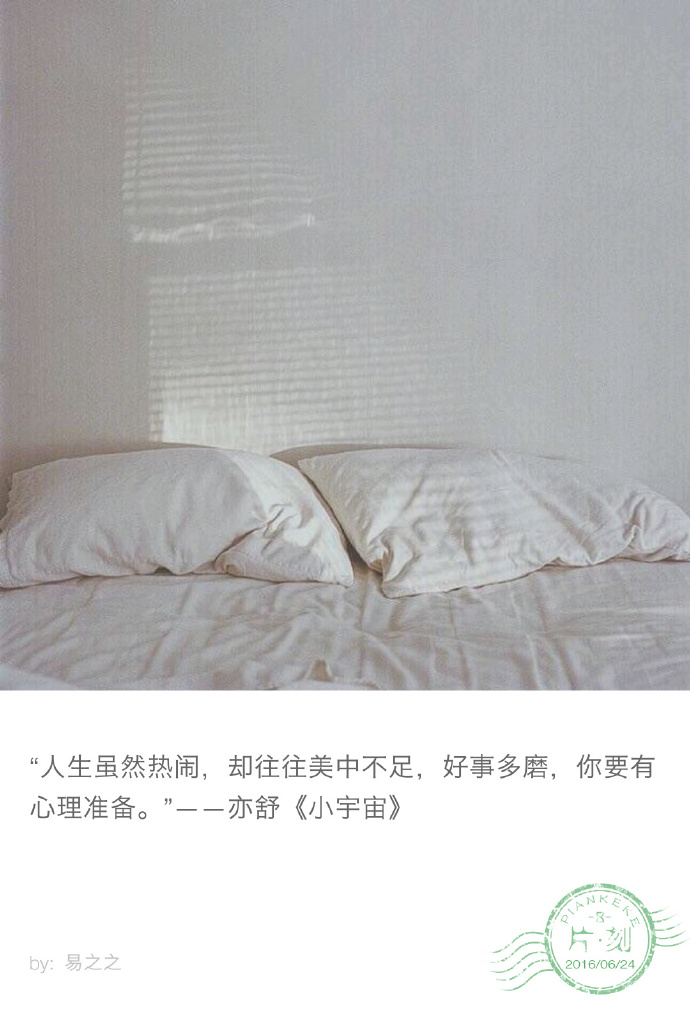 “人生虽然热闹，却往往美中不足，好事多磨，你要有
心理准备。”——亦舒《小宇宙》
PIANKEKE
-8-
片·刻
2016/06/24
by: 易之之